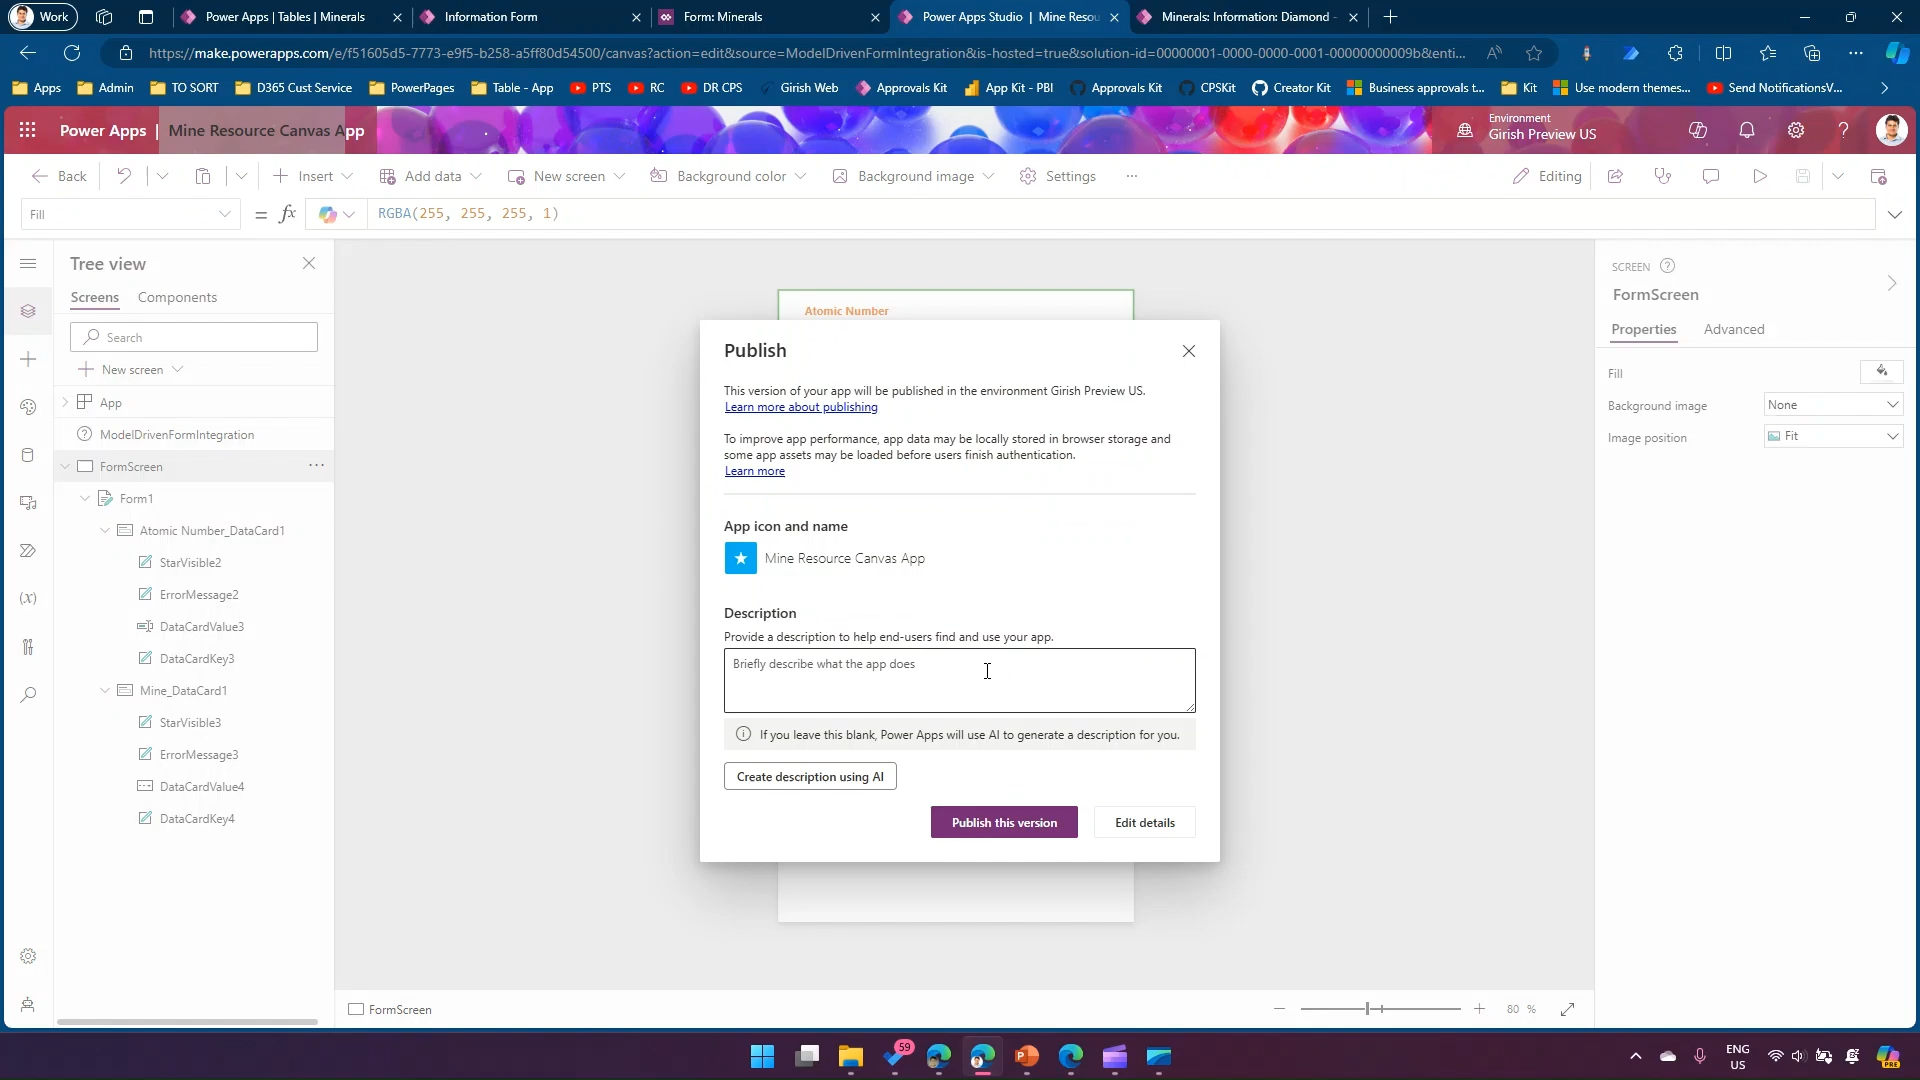 Work
Power Apps | Tables | Minerals
Information Form
Form: Minerals
Power Apps Studio | Mine Resou
Minerals: Information: Diamond -
https://make.powerapps.com/e/f51605d5-7773-e9f5-b258-a5ff80d54500/canvas?action=edit&source=ModelDrivenFormIntegration&is-hosted=true&solution-id=00000001-0000-0000-0001-00000000009b&enti...
Apps
Admin
TO SORT
D365 Cust Service
PowerPages
Table - App
PTS
RC
DR CPS
Girish Web
Approvals Kit
App Kit - PBI
Approvals Kit
CPSKit
Creator Kit
Business approvals t...
Kit
Use modern themes...
Send NotificationsV...
Power Apps | Mine Resource Canvas App
Environment
Girish Preview US
Back
Insert
Add data
New screen
Background color
Background image
Settings
...
Editing
Fill
= fx
RGBA(255, 255, 255, 1)
Tree view
Screens
Components
Search
New screen
App
ModelDrivenFormIntegration
FormScreen
Form1
Atomic Number_DataCard1
StarVisible2
ErrorMessage2
DataCardValue3
DataCardKey3
Mine_DataCard1
StarVisible3
ErrorMessage3
DataCardValue4
DataCardKey4
Atomic Number
Publish
This version of your app will be published in the environment Girish Preview US.
Learn more about publishing
To improve app performance, app data may be locally stored in browser storage and
some app assets may be loaded before users finish authentication.
Learn more
App icon and name
Mine Resource Canvas App
Description
Provide a description to help end-users find and use your app.
Briefly describe what the app does
If you leave this blank, Power Apps will use AI to generate a description for you.
Create description using AI
Publish this version
Edit details
SCREEN
FormScreen
Properties
Advanced
Fill
Background image
None
Image position
Fit
FormScreen
80 %
59
ENG
US
PRE